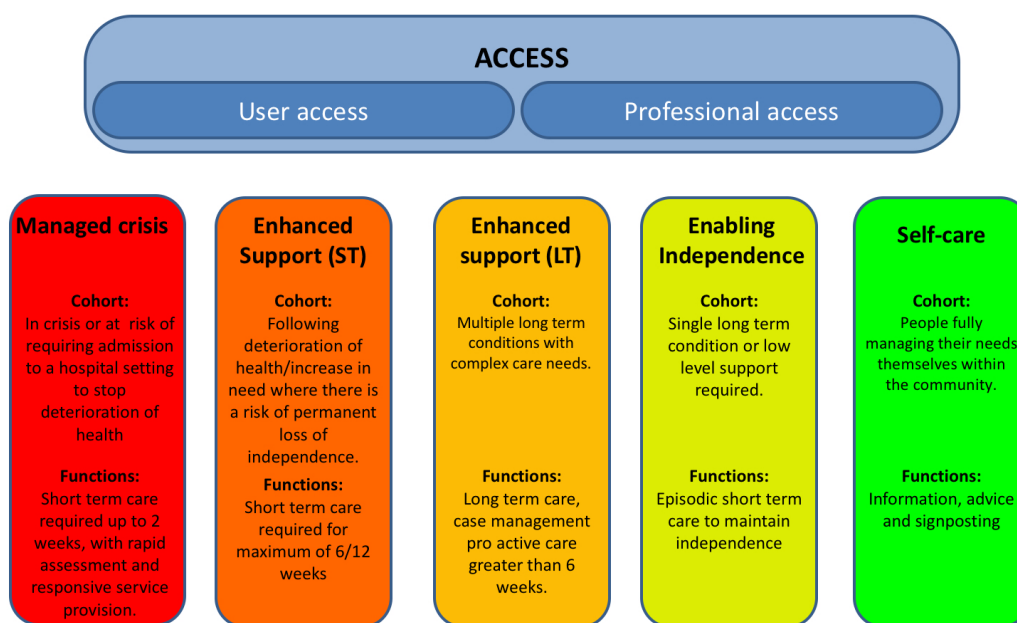 ACCESS
User access
Professional access
Managed crisis
Cohort:
In crisis or at risk of
requiring admission
to a hospital setting
to stop
deterioration of
health
Functions:
Short term care
required up to 2
weeks, with rapid
assessment and
responsive service
provision.
Enhanced
Support (ST)
Cohort:
Following
deterioration of
health/increase in
need where there is
a risk of permanent
loss of
independence.
Functions:
Short term care
required for
maximum of 6/12
weeks
Enhanced
support (LT)
Cohort:
Multiple long term
conditions with
complex care needs.
Functions:
Long term care,
case management
pro active care
greater than 6
weeks.
Enabling
Independence
Cohort:
Single long term
condition or low
level support
required.
Functions:
Episodic short term
care to maintain
independence
Self-care
Cohort:
People fully
managing their needs
themselves within
the community.
Functions:
Information, advice
and signposting